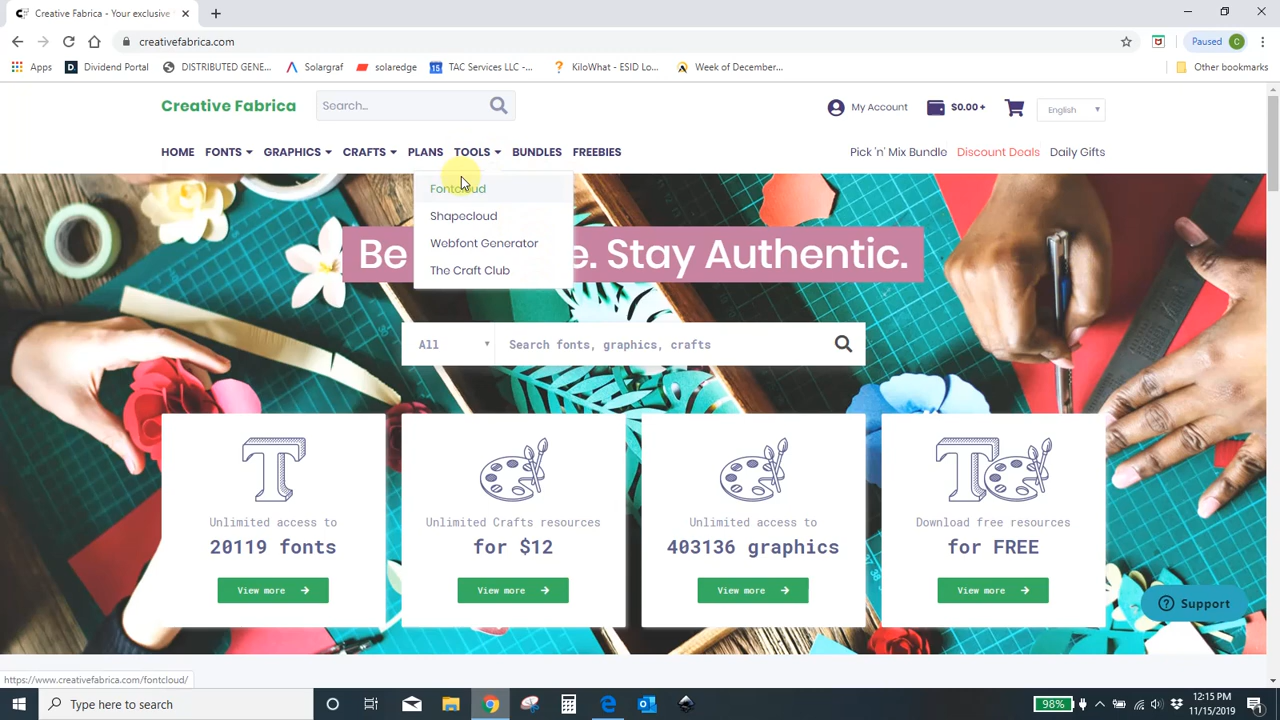 Creative Fabrica - Your exclusive
creativefabrica.com
Paused C
Apps
Dividend Portal
DISTRIBUTED GENE...
Solargraf
solaredge
15 TAC Services LLC -...
KiloWhat - ESID Lo...
Week of December...
Other bookmarks
Creative Fabrica
Search...
My Account
$0.00 +
English
HOME FONTS GRAPHICS CRAFTS PLANS TOOLS BUNDLES FREEBIES
Pick 'n' Mix Bundle Discount Deals Daily Gifts
Fontcloud
Shapecloud
Webfont Generator
The Craft Club
Be e. Stay Authentic.
All
Search fonts, graphics, crafts
Unlimited access to
20119 fonts
View more
Unlimited Crafts resources
for $12
View more
Unlimited access to
403136 graphics
View more
Download free resources
for FREE
View more
Support
https://www.creativefabrica.com/fontcloud/
Type here to search
98%
12:15 PM
11/15/2019